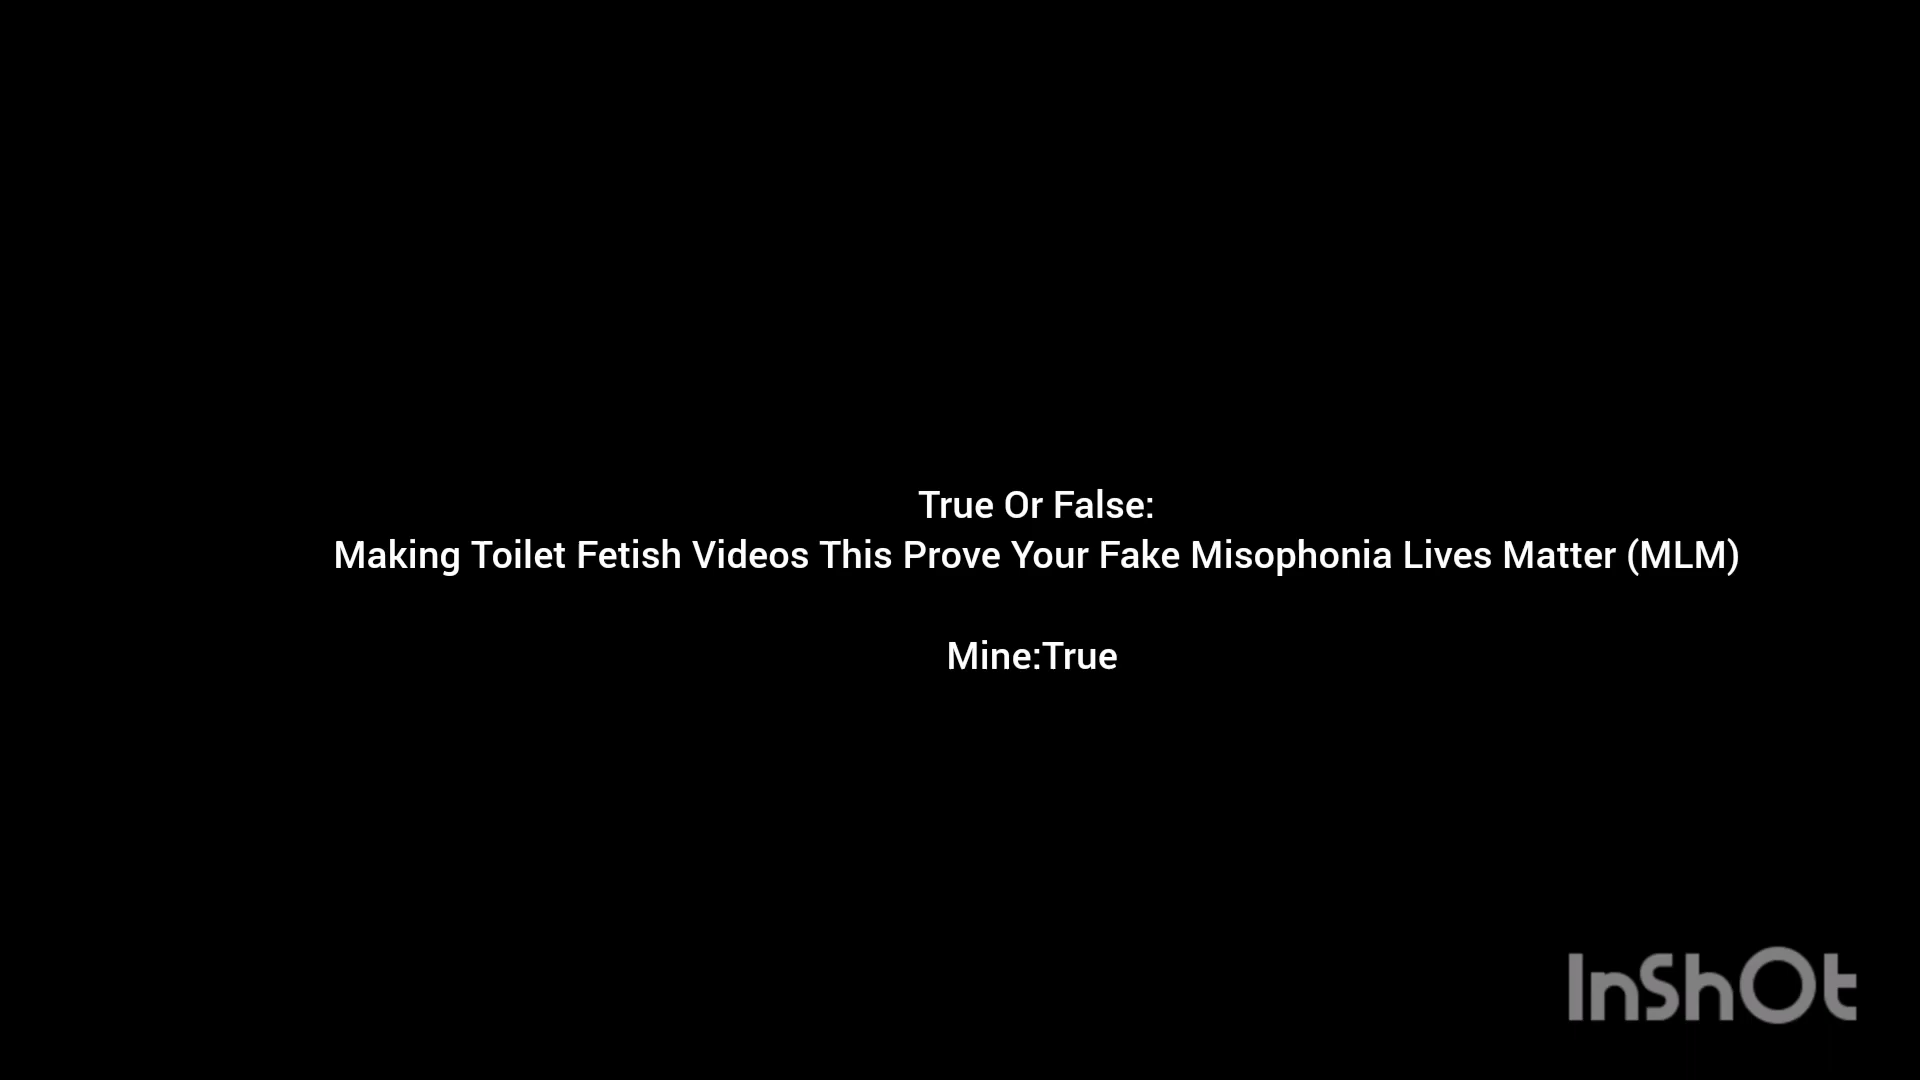 True Or False:
Making Toilet Fetish Videos This Prove Your Fake Misophonia Lives Matter (MLM)
Mine:True
InShOt